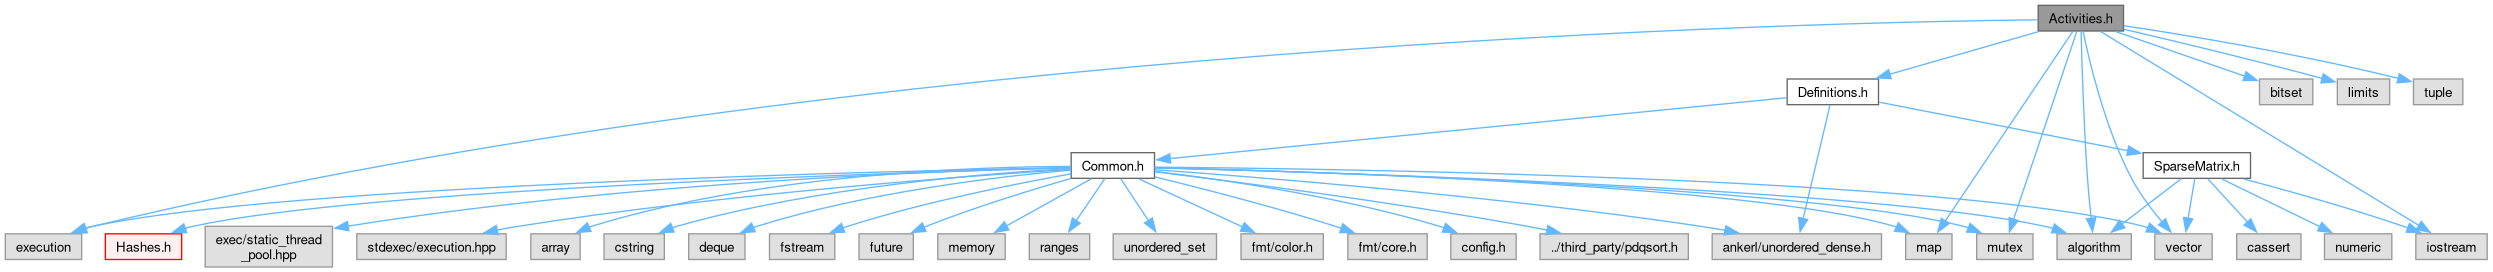 Activities.h
Definitions.h
bitset
limits
tuple
Common.h
SparseMatrix.h
execution
Hashes.h
exec/static_thread
_pool.hpp
stdexec/execution.hpp
array
cstring
deque
fstream
future
memory
ranges
unordered_set
fmt/color.h
fmt/core.h
config.h
../third_party/pdqsort.h
ankerl/unordered_dense.h
map
mutex
algorithm
vector
cassert
numeric
iostream